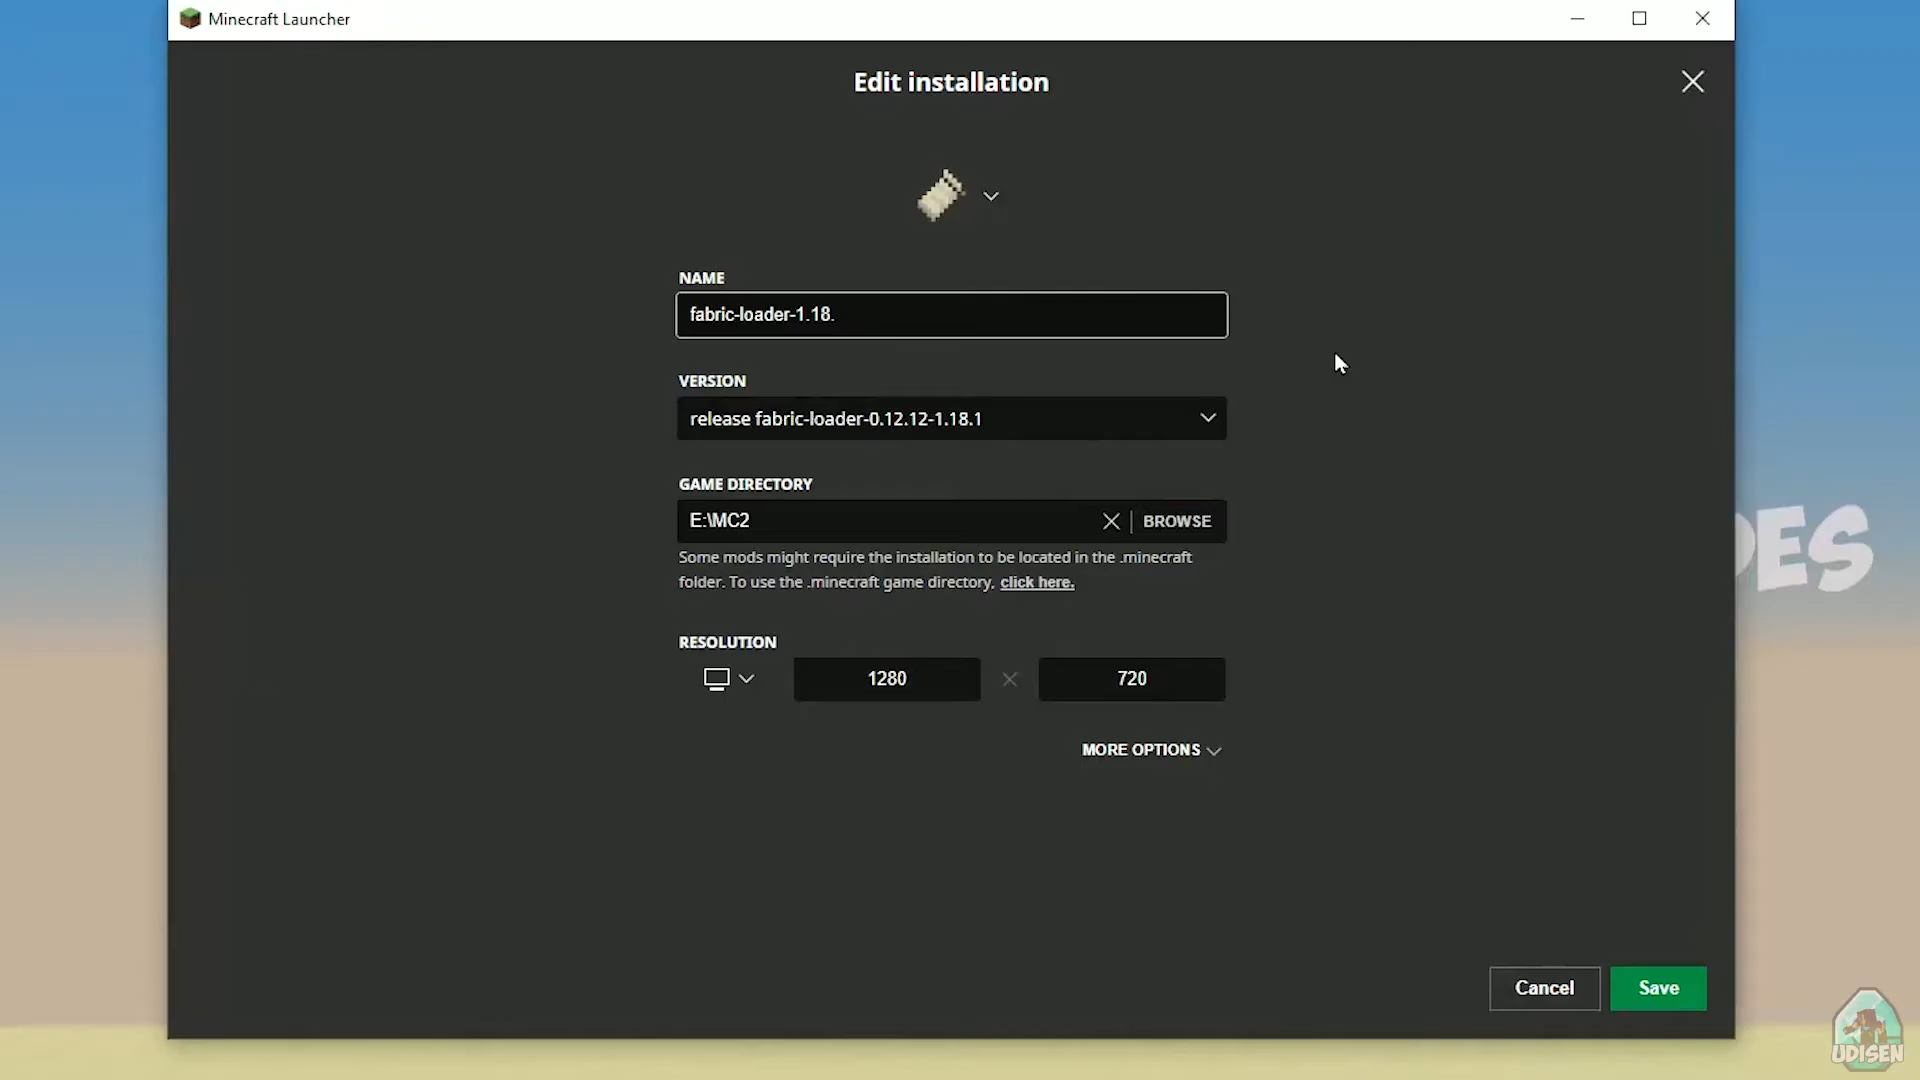 Minecraft Launcher
Edit installation
NAME
fabric-loader-1.18.
VERSION
release fabric-loader-0.12.12-1.18.1
GAME DIRECTORY
E:\MC2
BROWSE
Some mods might require the installation to be located in the .minecraft
folder. To use the .minecraft game directory, click here.
RESOLUTION
1280
720
MORE OPTIONS
Cancel
Save
UDISEN